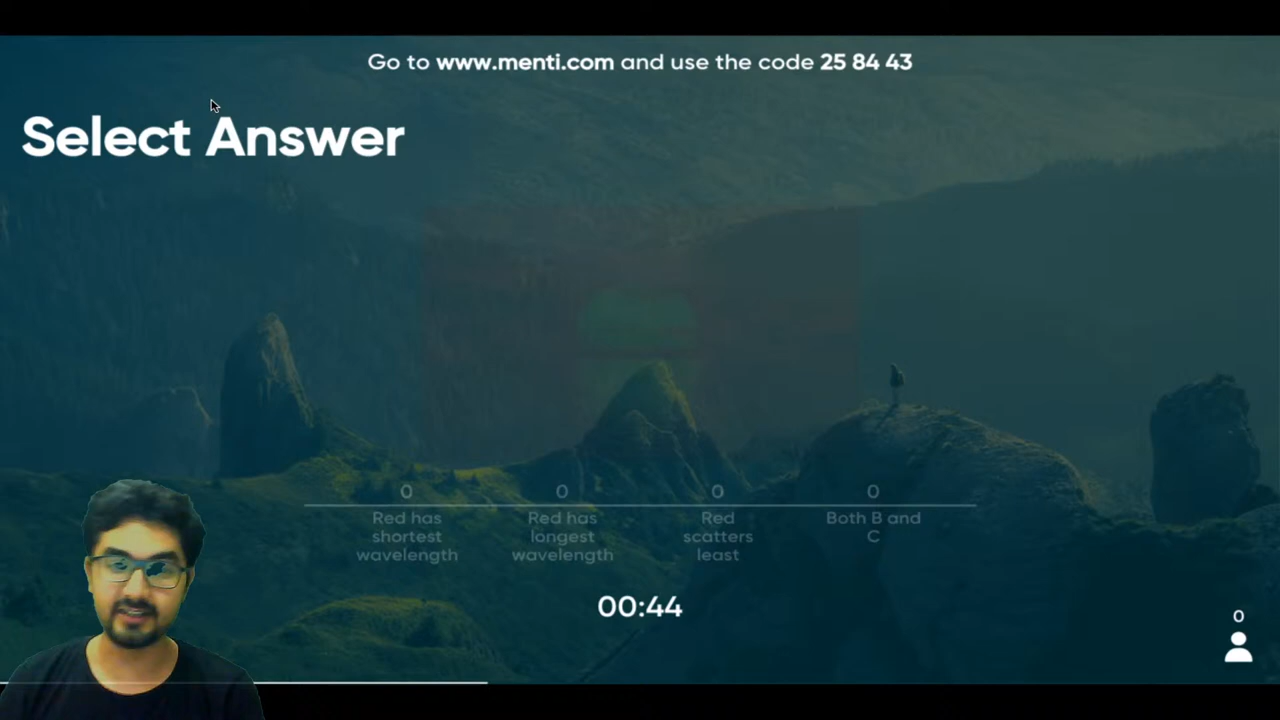 Go to www.menti.com and use the code 25 84 43
Select Answer
0 0 0 0
Red has
shortest
wavelength
Red has
longest
wavelength
Red
scatters
least
Both B and
C
00:44
0